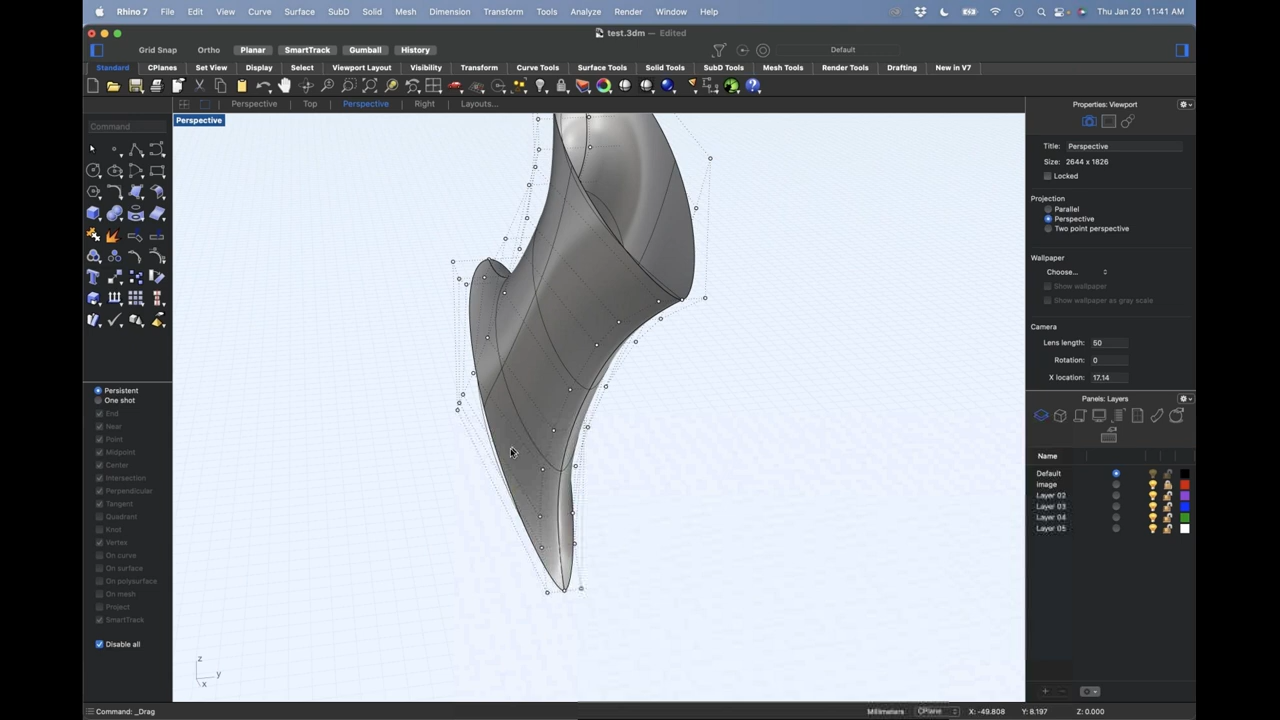 Rhino 7 File Edit View Curve Surface SubD Solid Mesh Dimension Transform Tools Analyze Render Window Help Thu Jan 20 11:41 AM
test.3dm — Edited
Grid Snap Ortho Planar SmartTrack Gumball History Default
Standard CPlanes Set View Display Select Viewport Layout Visibility Transform Curve Tools Surface Tools Solid Tools SubD Tools Mesh Tools Render Tools Drafting New in V7
Perspective Top Perspective Right Layouts...
Properties: Viewport
Perspective
Command
Title: Perspective
Size: 2644 x 1826
Locked
Projection
Parallel
Perspective
Two point perspective
Wallpaper
Choose...
Show wallpaper
Show wallpaper as gray scale
Camera
Lens length: 50
Rotation: 0
X location: 17.14
Panels: Layers
Name
Default
image
Layer 02
Layer 03
Layer 04
Layer 05
Persistent
One shot
End
Near
Point
Midpoint
Center
Intersection
Perpendicular
Tangent
Quadrant
Knot
Vertex
On curve
On surface
On polysurface
On mesh
Project
SmartTrack
Disable all
z
y
x
Command: _Drag
Millimeters CPlane X: -49.808 Y: 8.197 Z: 0.000